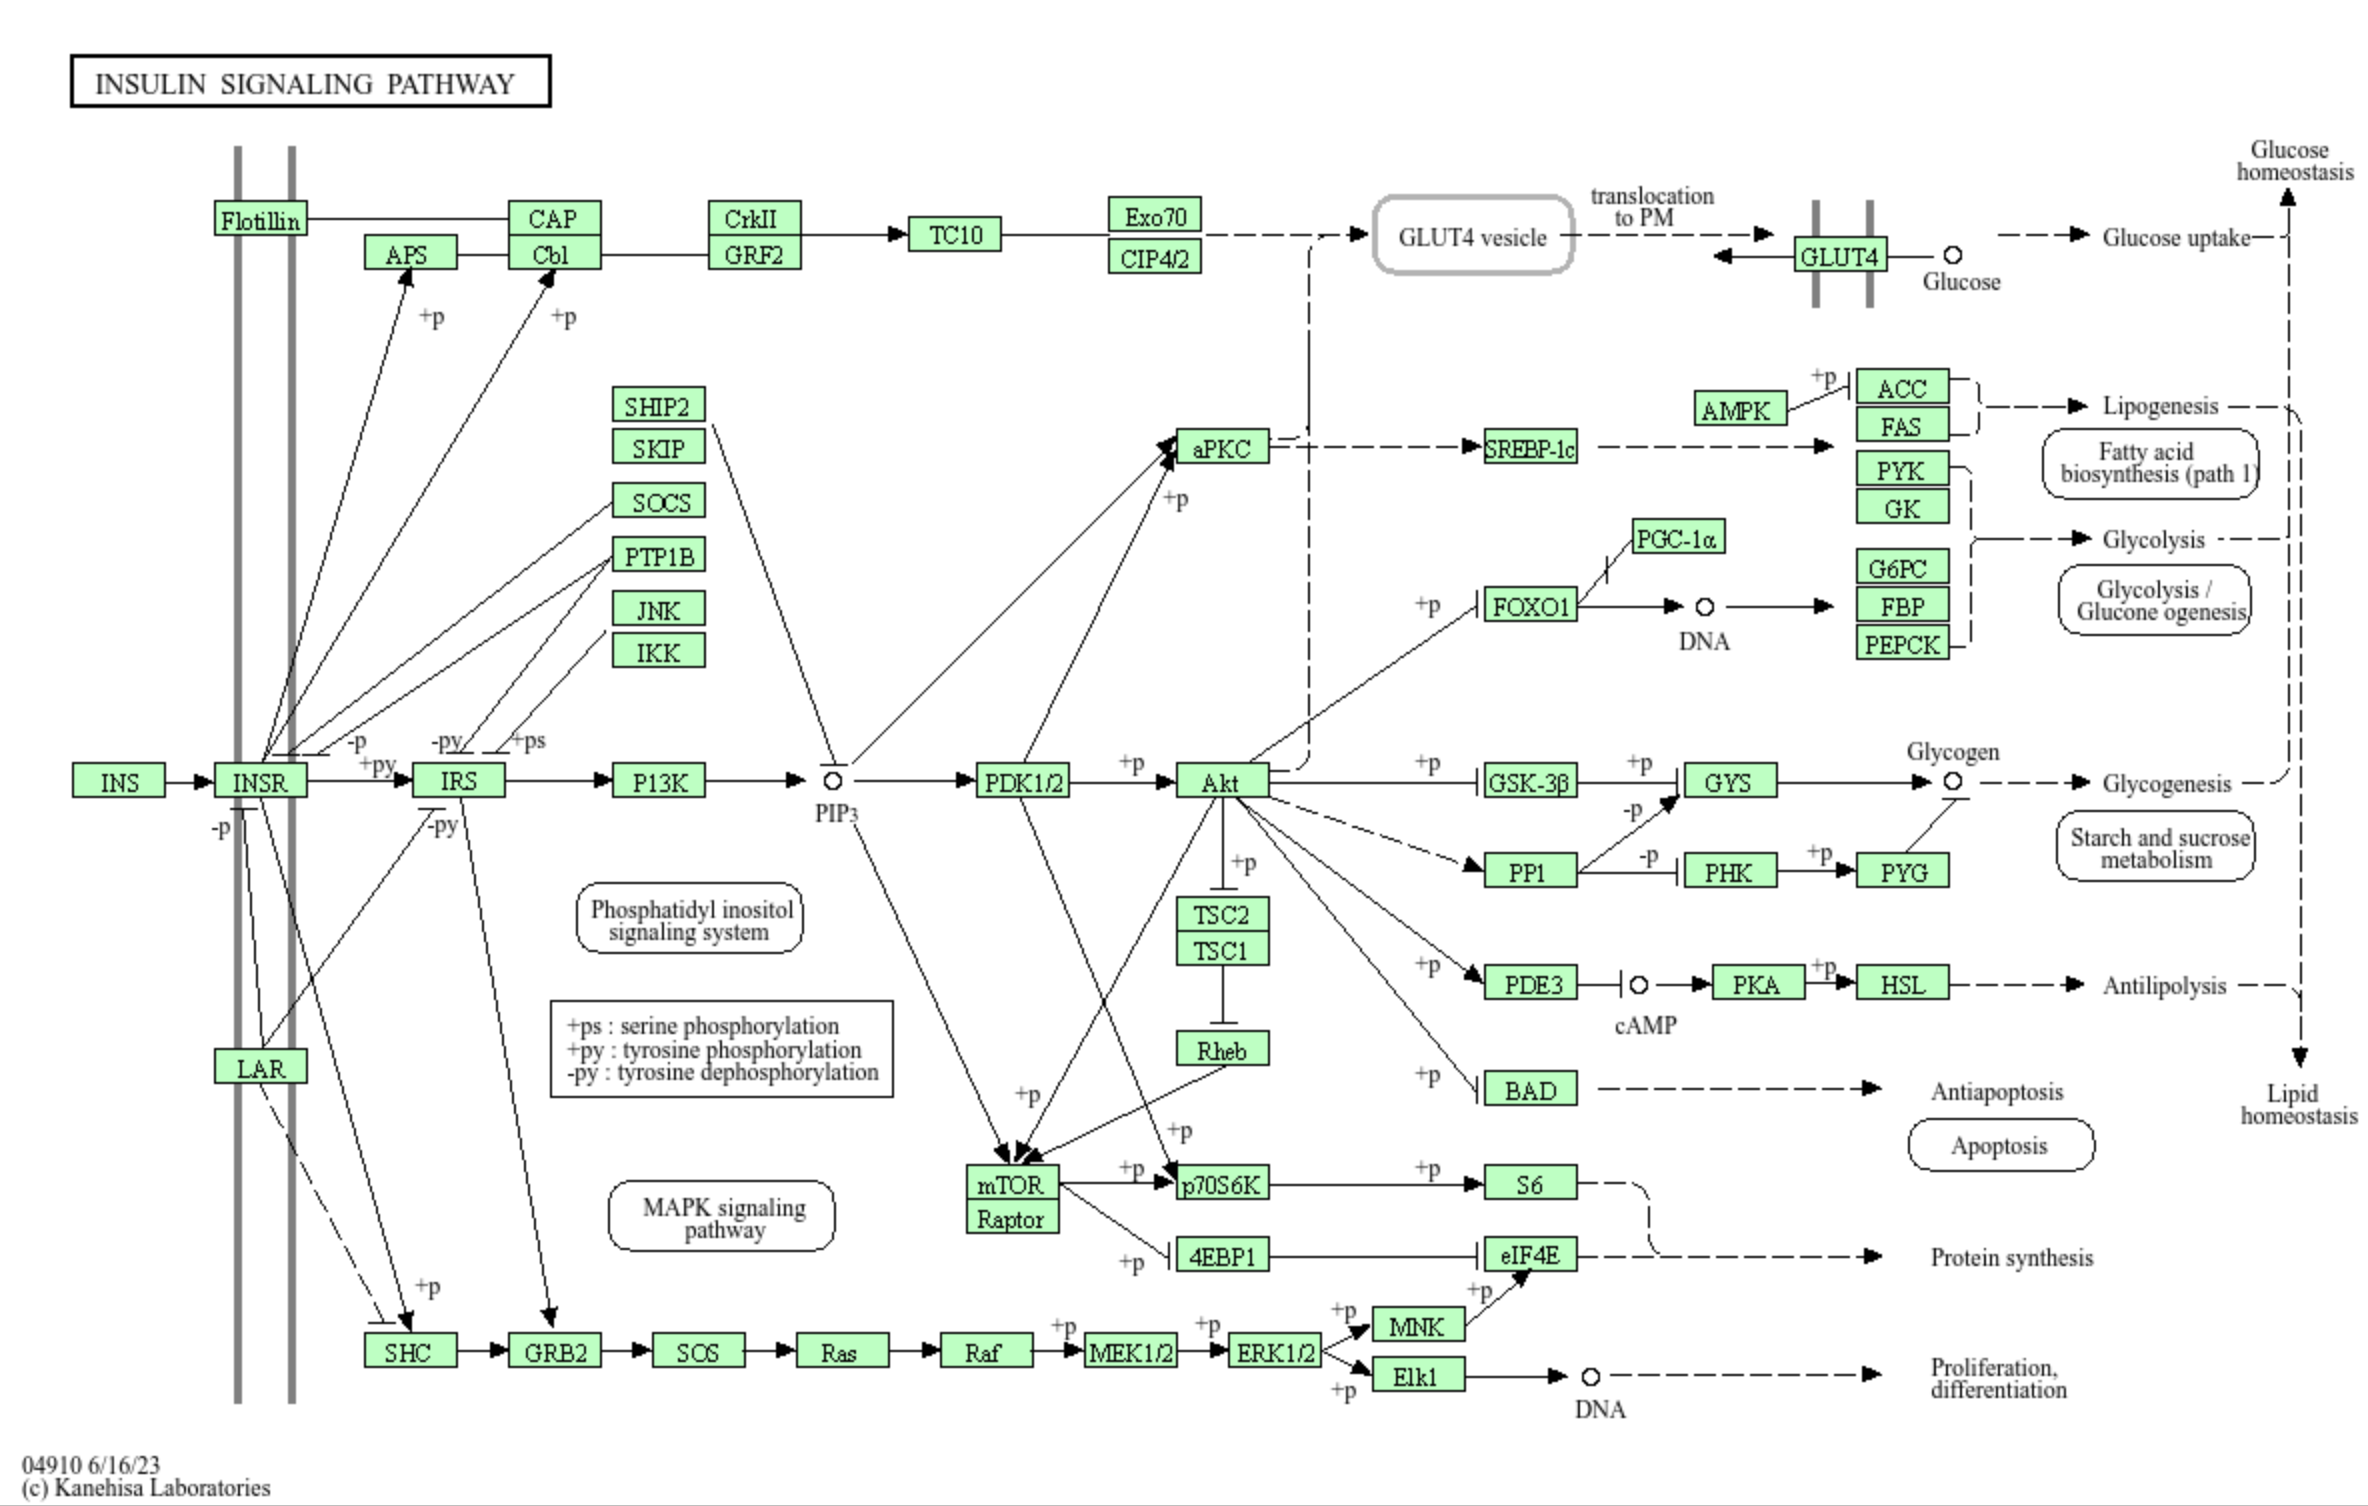 INSULIN SIGNALING PATHWAY
Glucose
homeostasis
Flotillin
CAP
CrkII
Exo70
translocation
to PM
APS
Cbl
GRF2
TC10
CIP4/2
GLUT4 vesicle
GLUT4
Glucose
Glucose uptake
+p
+p
SHIP2
SKIP
SOCS
PTP1B
JNK
IKK
aPKC
+p
SREBP-1c
AMPK
+p
ACC
FAS
PYK
GK
G6PC
FBP
PEPCK
Lipogenesis
Fatty acid
biosynthesis (path 1)
PGC-1α
+p
FOXO1
DNA
Glycolysis
Glycolysis /
Glucone ogenesis
-p
+py
-py
+ps
INS
INSR
IRS
P13K
PIP3
PDK1/2
+p
Akt
+p
GSK-3β
+p
GYS
Glycogen
Glycogenesis
-p
-py
+p
-p
PP1
-p
PHK
+p
PYG
Starch and sucrose
metabolism
Phosphatidyl inositol
signaling system
TSC2
TSC1
+p
PDE3
cAMP
PKA
+p
HSL
Antilipolysis
+ps : serine phosphorylation
+py : tyrosine phosphorylation
-py : tyrosine dephosphorylation
LAR
Rheb
+p
+p
BAD
Antiapoptosis
Apoptosis
Lipid
homeostasis
+p
mTOR
Raptor
+p
p70S6K
+p
S6
MAPK signaling
pathway
+p
4EBP1
eIF4E
Protein synthesis
+p
+p
SHC
GRB2
SOS
Ras
Raf
+p
MEK1/2
+p
ERK1/2
+p
MNK
+p
Elk1
DNA
Proliferation,
differentiation
04910 6/16/23
(c) Kanehisa Laboratories